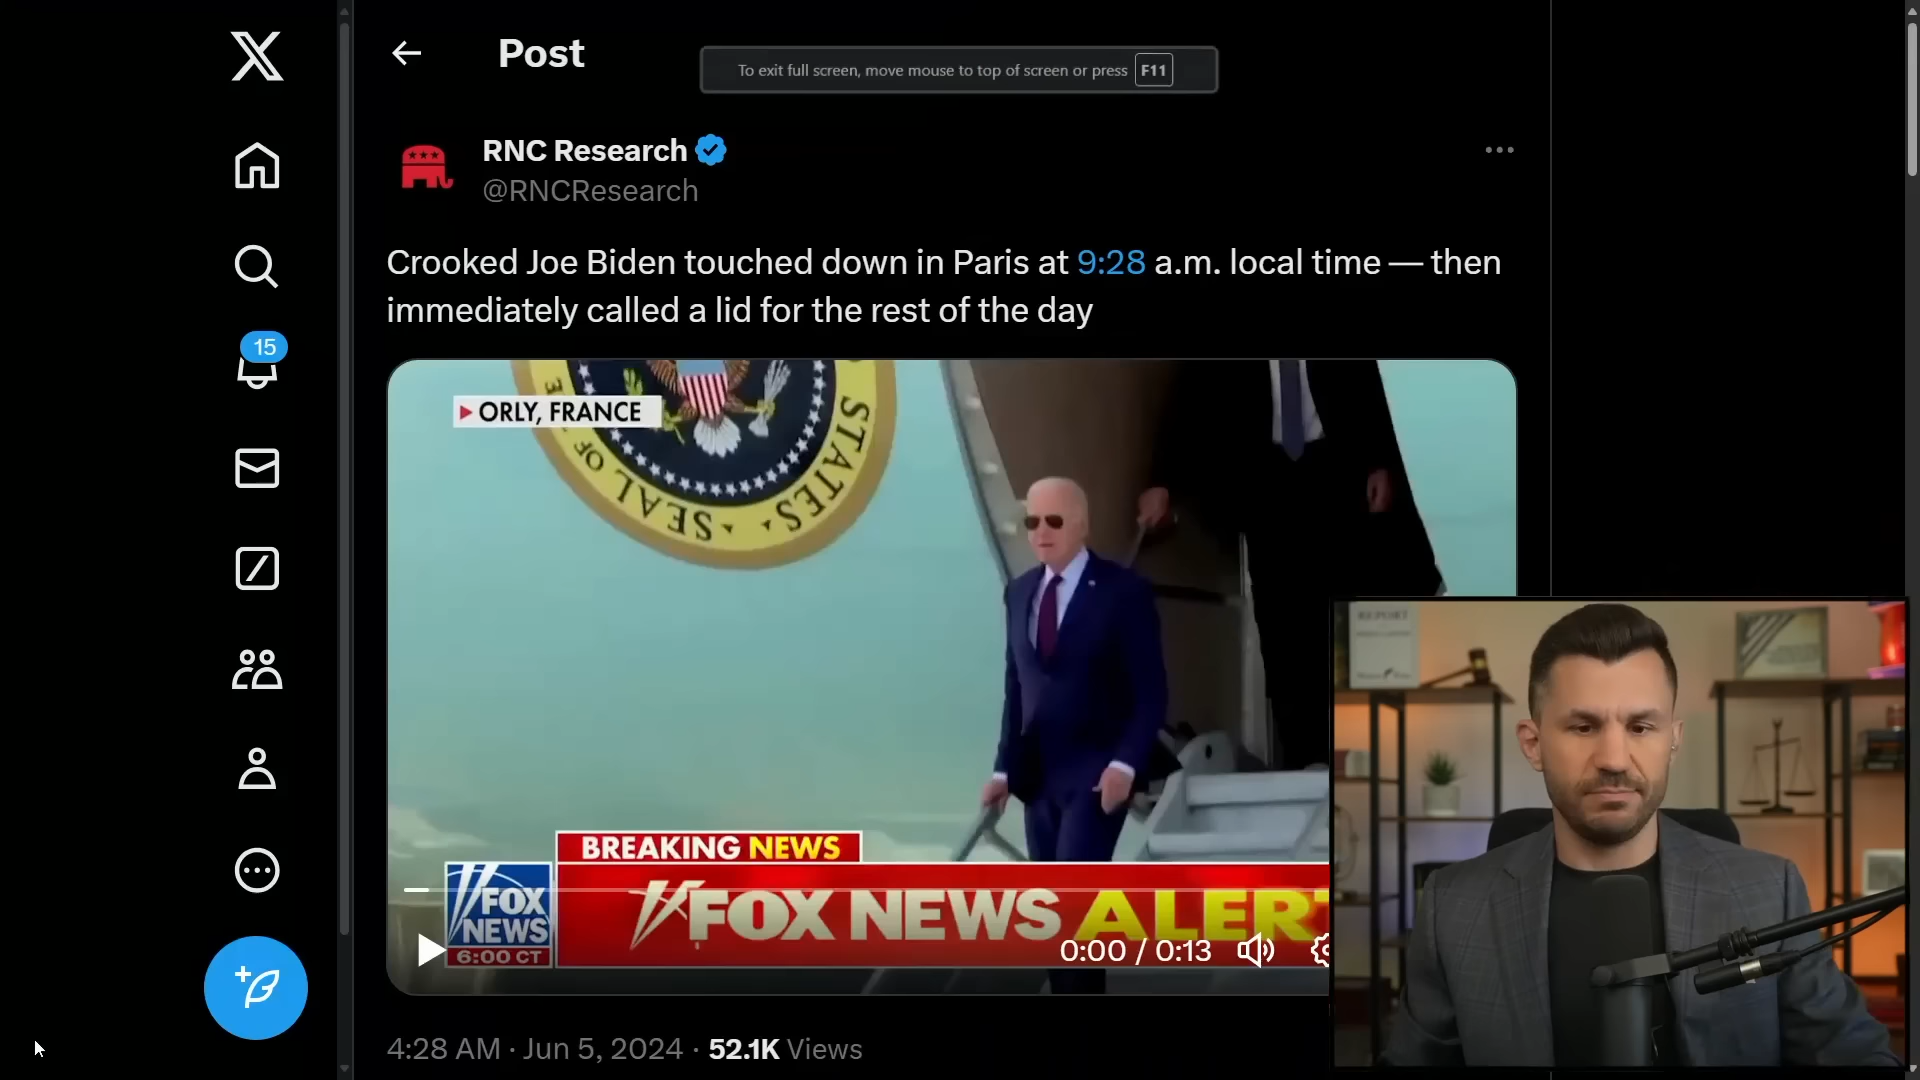 Post
To exit full screen, move mouse to top of screen or press F11
RNC Research
@RNCResearch
Crooked Joe Biden touched down in Paris at 9:28 a.m. local time — then
immediately called a lid for the rest of the day
15
ORLY, FRANCE
SEAL OF
STATES
BREAKING NEWS
FOX NEWS ALERT
FOX
NEWS
6:00 CT
0:00 / 0:13
REPORT
4:28 AM · Jun 5, 2024 · 52.1K Views